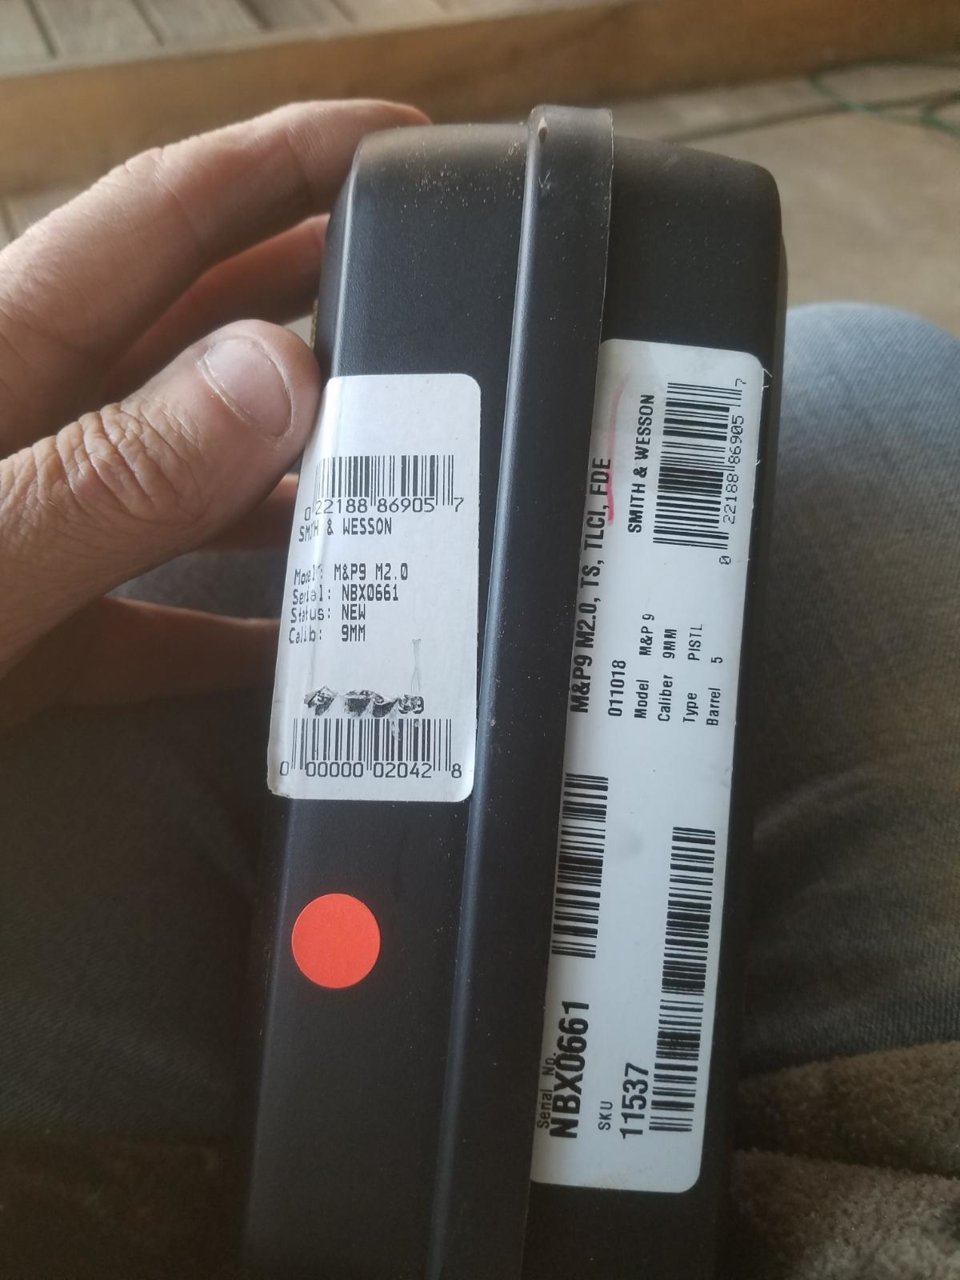 0 22188 86905 7
SMITH & WESSON
Model: M&P9 M2.0
Serial: NBX0661
Status: NEW
Calib: 9MM
0 00000 02042 8
M&P9 M2.0, TS, TLCI, FDE
SMITH & WESSON
0 22188 86905 7
011018
Model M&P 9
Caliber 9MM
Type PISTL
Barrel 5
Serial No.
NBX0661
SKU
11537